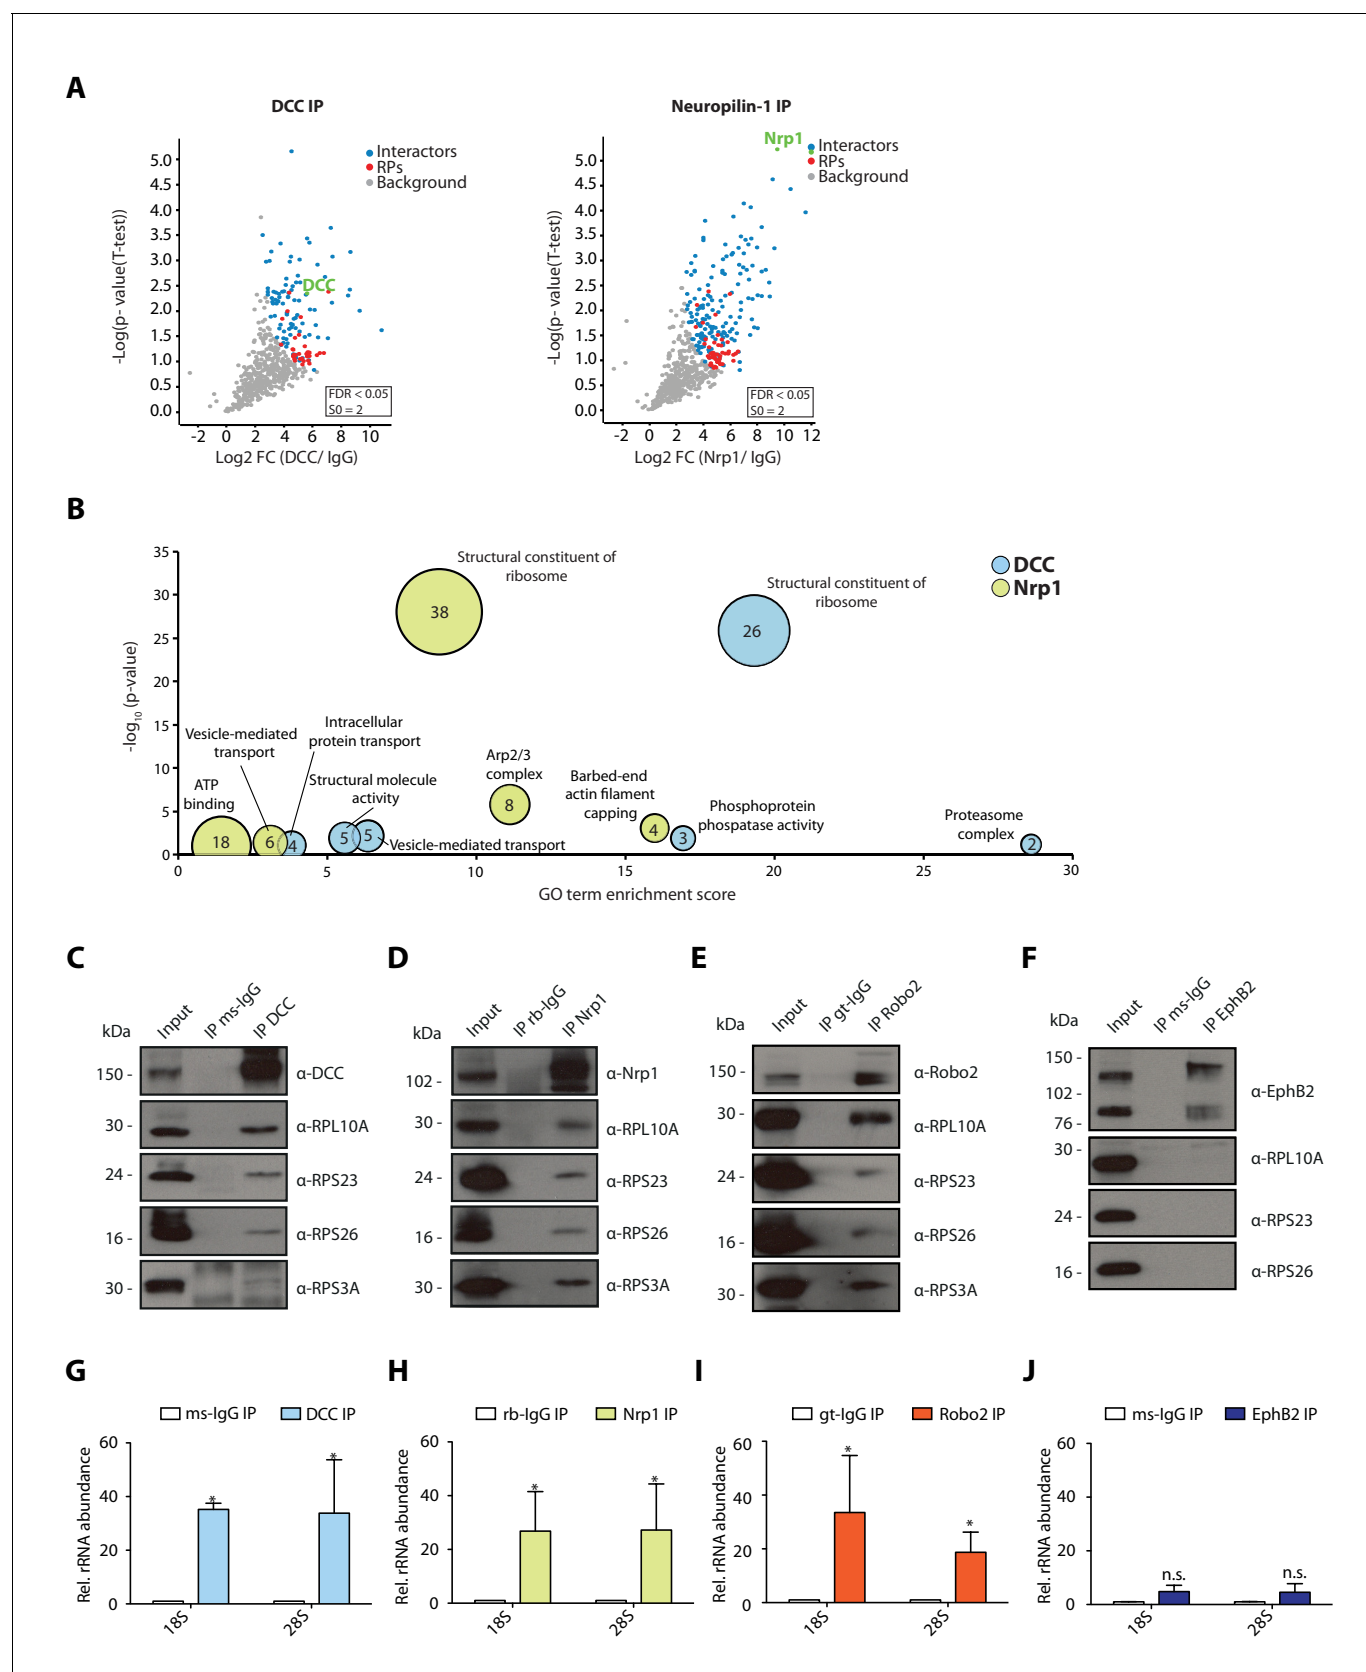 A
DCC IP
Interactors
RPs
Background
DCC
5.0
4.5
4.0
3.5
3.0
2.5
2.0
1.5
1.0
0.5
0.0
-Log(p- value(T-test))
FDR < 0.05
S0 = 2
-2 0 2 4 6 8 10
Log2 FC (DCC/ IgG)
Neuropilin-1 IP
Nrp1
Interactors
RPs
Background
5.0
4.5
4.0
3.5
3.0
2.5
2.0
1.5
1.0
0.5
0.0
-Log(p- value(T-test))
FDR < 0.05
S0 = 2
-2 0 2 4 6 8 10 12
Log2 FC (Nrp1/ IgG)
B
35
30
25
20
15
10
5
0
-log10 (p-value)
Structural constituent of
ribosome
38
Structural constituent of
ribosome
26
DCC
Nrp1
ATP
binding
18
Vesicle-mediated
transport
6
Intracellular
protein transport
4
Structural molecule
activity
5
5
Vesicle-mediated transport
Arp2/3
complex
8
Barbed-end
actin filament
capping
4
Phosphoprotein
phospatase activity
3
Proteasome
complex
2
0 5 10 15 20 25 30
GO term enrichment score
C
kDa
Input
IP ms-IgG
IP DCC
150 -
α-DCC
30 -
α-RPL10A
24 -
α-RPS23
16 -
α-RPS26
30 -
α-RPS3A
D
kDa
Input
IP rb-IgG
IP Nrp1
102 -
α-Nrp1
30 -
α-RPL10A
24 -
α-RPS23
16 -
α-RPS26
30 -
α-RPS3A
E
kDa
Input
IP gt-IgG
IP Robo2
150 -
α-Robo2
30 -
α-RPL10A
24 -
α-RPS23
16 -
α-RPS26
30 -
α-RPS3A
F
kDa
Input
IP ms-IgG
IP EphB2
150 -
102 -
76 -
α-EphB2
30 -
α-RPL10A
24 -
α-RPS23
16 -
α-RPS26
G
ms-IgG IP DCC IP
60
40
20
0
Rel. rRNA abundance
*
*
18S
28S
H
rb-IgG IP Nrp1 IP
60
40
20
0
Rel. rRNA abundance
*
*
18S
28S
I
gt-IgG IP Robo2 IP
60
40
20
0
Rel. rRNA abundance
*
*
18S
28S
J
ms-IgG IP EphB2 IP
60
40
20
0
Rel. rRNA abundance
n.s.
n.s.
18S
28S